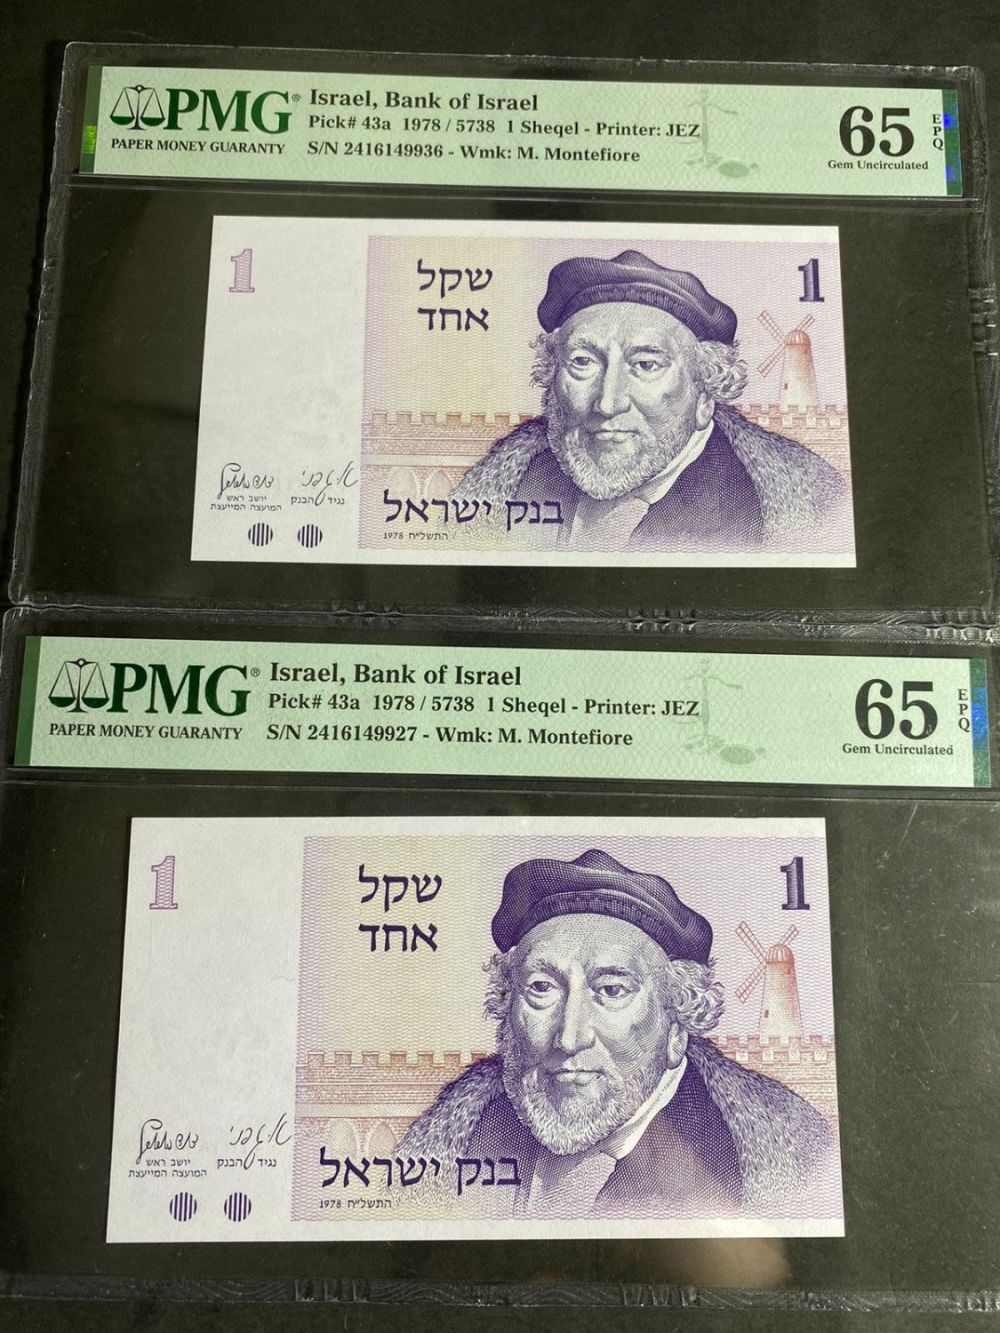 PMG®
PAPER MONEY GUARANTY
Israel, Bank of Israel
Pick# 43a 1978 / 5738 1 Sheqel - Printer: JEZ
S/N 2416149936 - Wmk: M. Montefiore
65 EPQ
Gem Uncirculated
1
שקל
אחד
1
יושב ראש
המועצה המייעצת
נגיד הבנק
בנק ישראל
1978 התשל״ח
PMG®
PAPER MONEY GUARANTY
Israel, Bank of Israel
Pick# 43a 1978 / 5738 1 Sheqel - Printer: JEZ
S/N 2416149927 - Wmk: M. Montefiore
65 EPQ
Gem Uncirculated
1
שקל
אחד
1
יושב ראש
המועצה המייעצת
נגיד הבנק
בנק ישראל
1978 התשל״ח